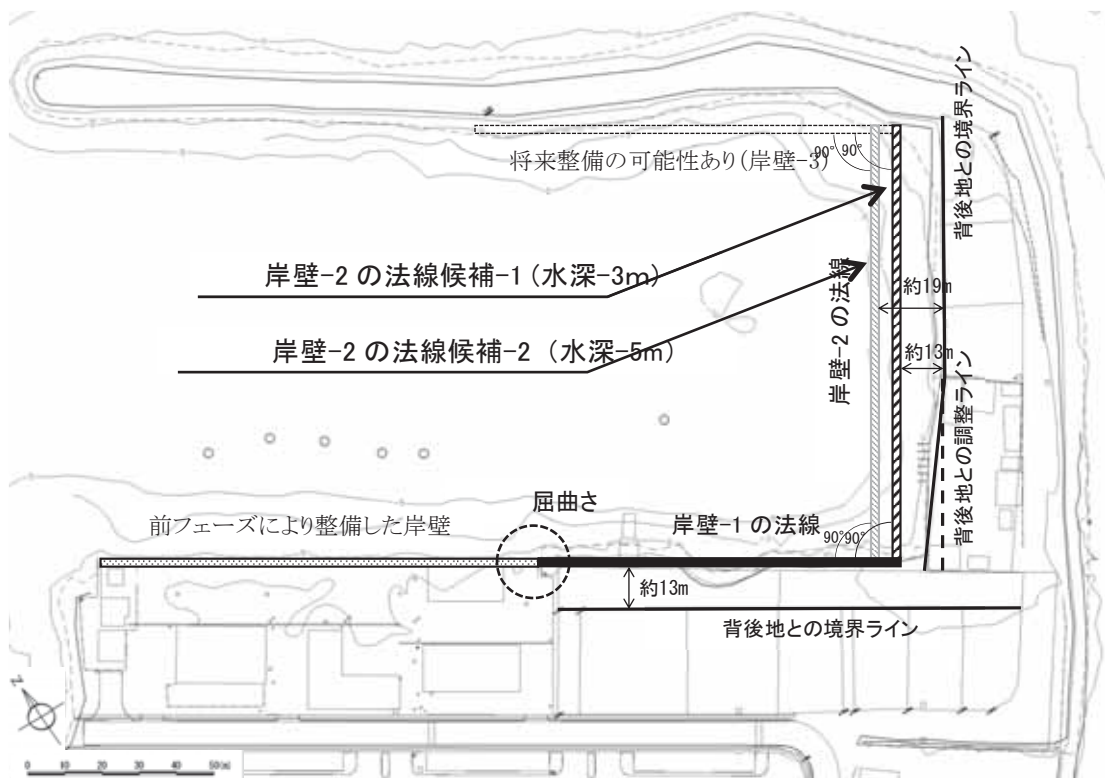 背後地との境界ライン
将来整備の可能性あり(岸壁-3)
90°
90°
岸壁-2 の法線候補-1 (水深-3m)
岸壁-2 の法線
約19m
岸壁-2 の法線候補-2 (水深-5m)
約13m
背後地との調整ライン
屈曲さ
前フェーズにより整備した岸壁
岸壁-1 の法線
90°
90°
約13m
背後地との境界ライン
Z
0 10 20 30 40 50(m)